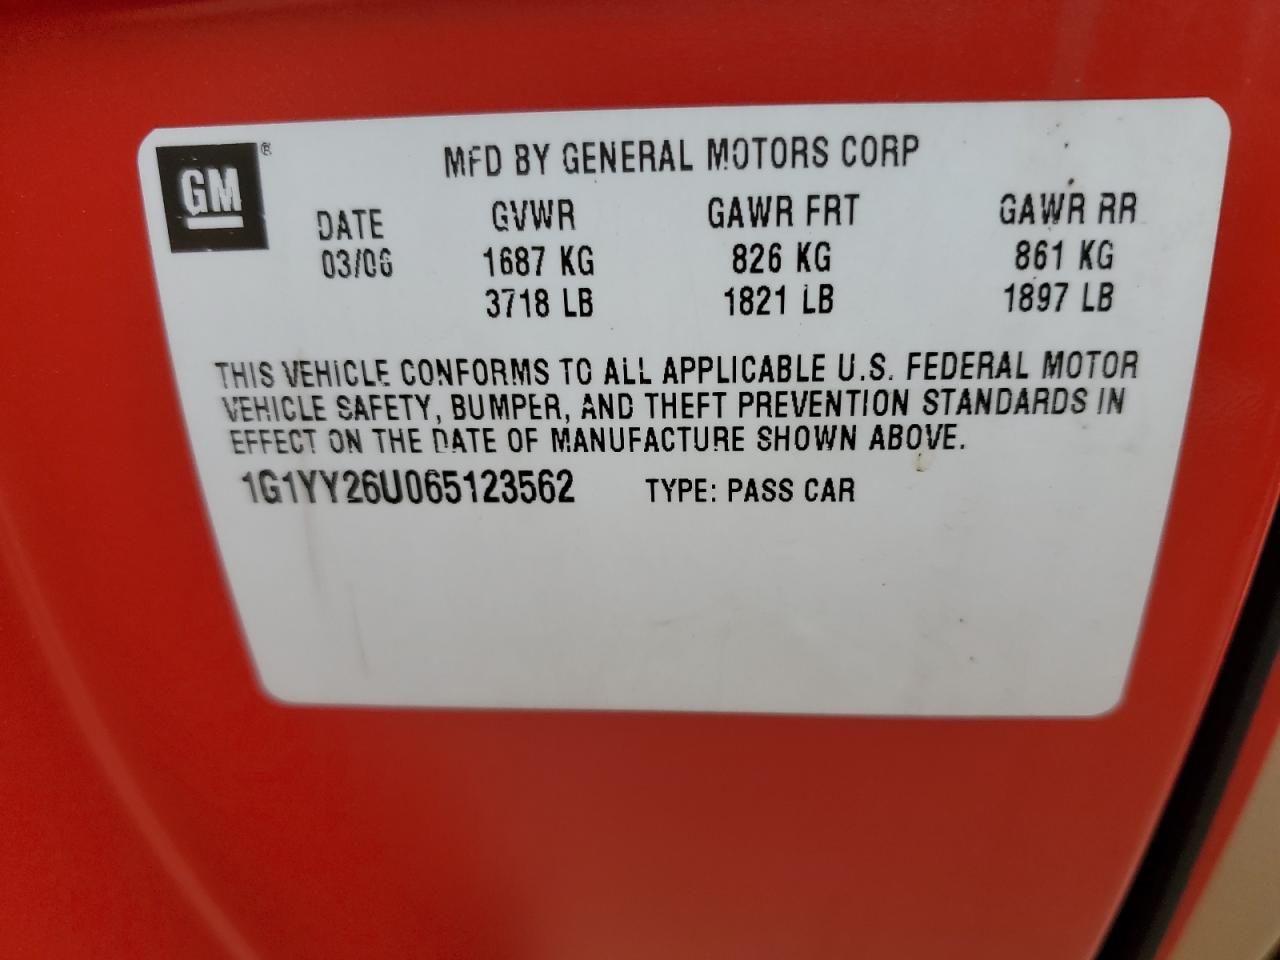 GM ®
MFD BY GENERAL MOTORS CORP
DATE GVWR GAWR FRT GAWR RR
03/06 1687 KG 826 KG 861 KG
3718 LB 1821 LB 1897 LB
THIS VEHICLE CONFORMS TO ALL APPLICABLE U.S. FEDERAL MOTOR
VEHICLE SAFETY, BUMPER, AND THEFT PREVENTION STANDARDS IN
EFFECT ON THE DATE OF MANUFACTURE SHOWN ABOVE.
1G1YY26U065123562 TYPE: PASS CAR